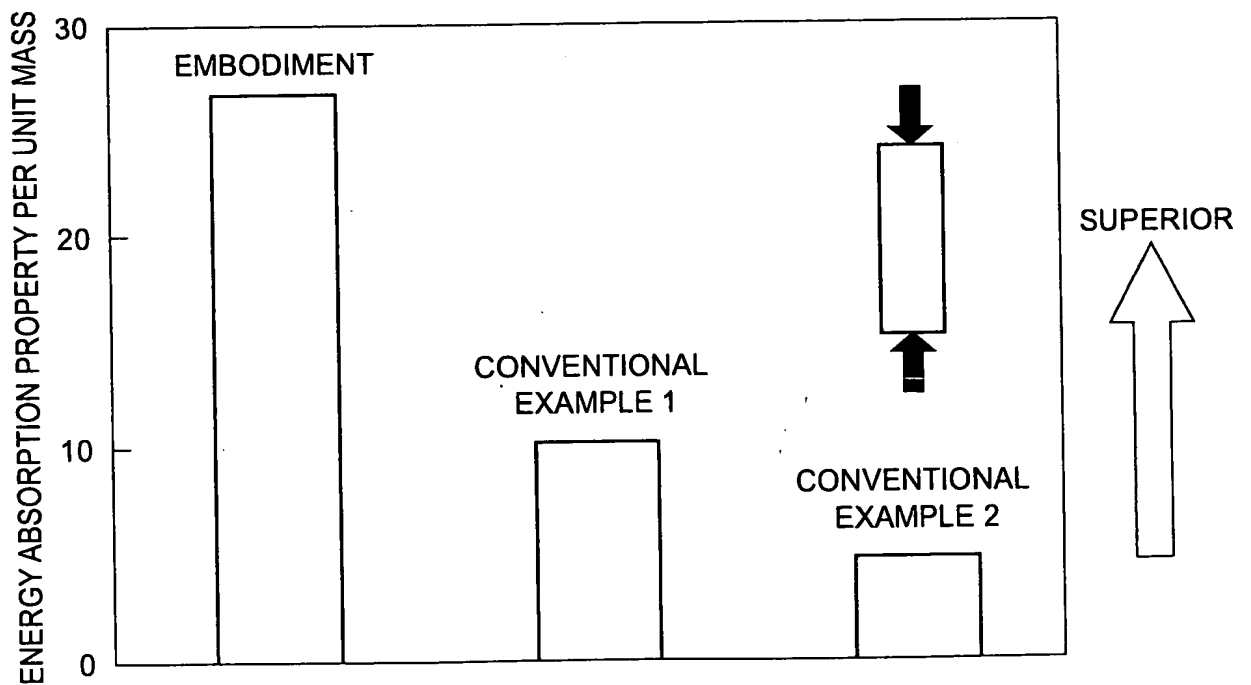 ENERGY ABSORPTION PROPERTY PER UNIT MASS
30
20
10
0
EMBODIMENT
CONVENTIONAL
EXAMPLE 1
CONVENTIONAL
EXAMPLE 2
SUPERIOR